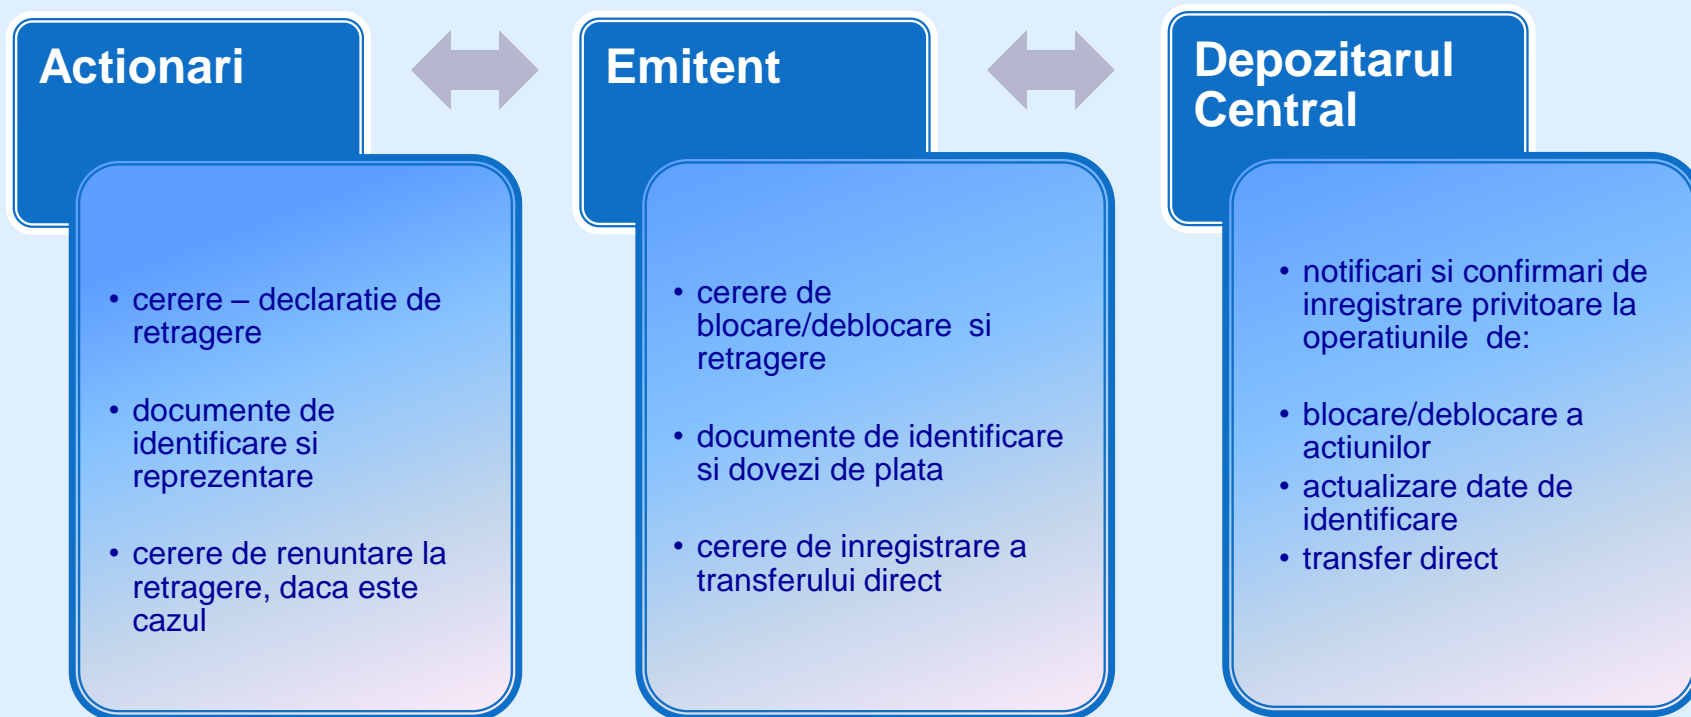 Actionari
• cerere – declaratie de
retragere
• documente de
identificare si
reprezentare
• cerere de renuntare la
retragere, daca este
cazul
Emitent
• cerere de
blocare/deblocare si
retragere
• documente de identificare
si dovezi de plata
• cerere de inregistrare a
transferului direct
Depozitarul
Central
• notificari si confirmari de
inregistrare privitoare la
operatiunile de:
• blocare/deblocare a
actiunilor
• actualizare date de
identificare
• transfer direct